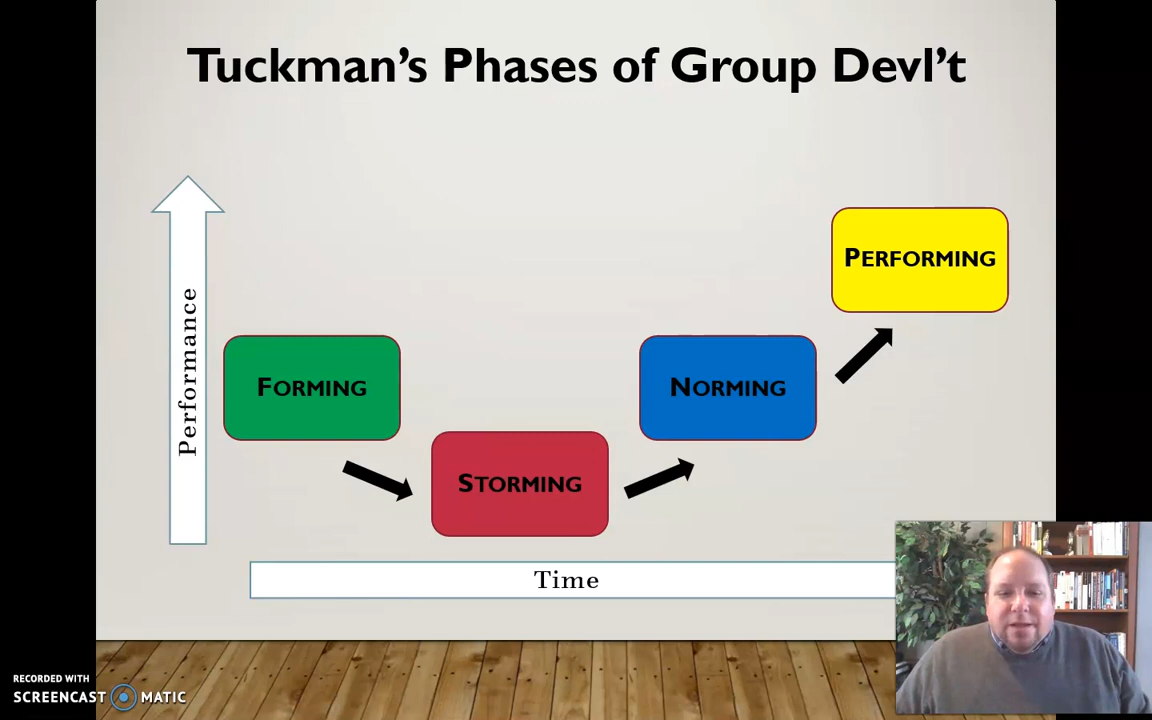 Tuckman's Phases of Group Devl't
Performance
FORMING
STORMING
NORMING
PERFORMING
Time
RECORDED WITH
SCREENCAST MATIC